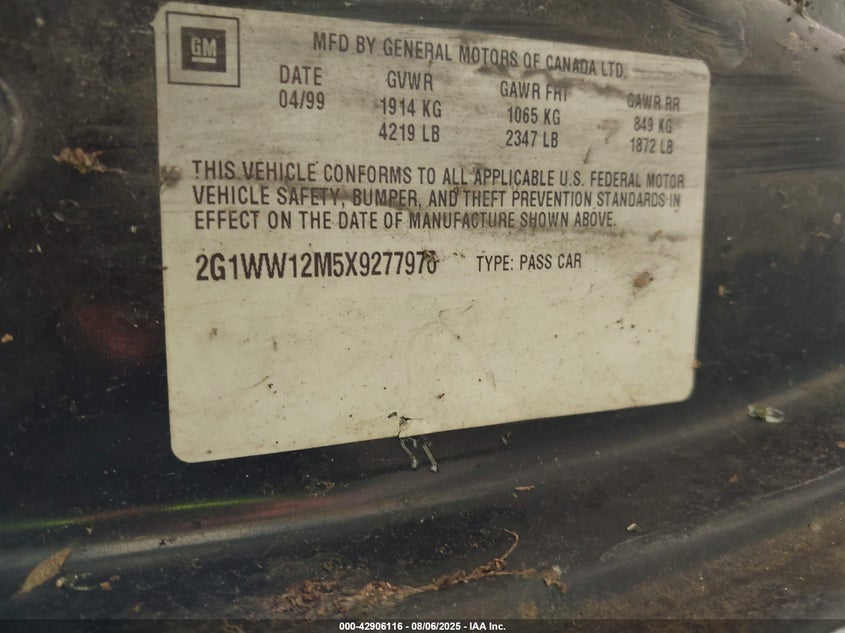 GM
MFD BY GENERAL MOTORS OF CANADA LTD.
DATE GVWR GAWR FRT GAWR RR
04/99 1914 KG 1065 KG 849 KG
4219 LB 2347 LB 1872 LB
THIS VEHICLE CONFORMS TO ALL APPLICABLE U.S. FEDERAL MOTOR
VEHICLE SAFETY, BUMPER, AND THEFT PREVENTION STANDARDS IN
EFFECT ON THE DATE OF MANUFACTURE SHOWN ABOVE.
2G1WW12M5X9277976 TYPE: PASS CAR
000-42906116 - 08/06/2025 - IAA Inc.